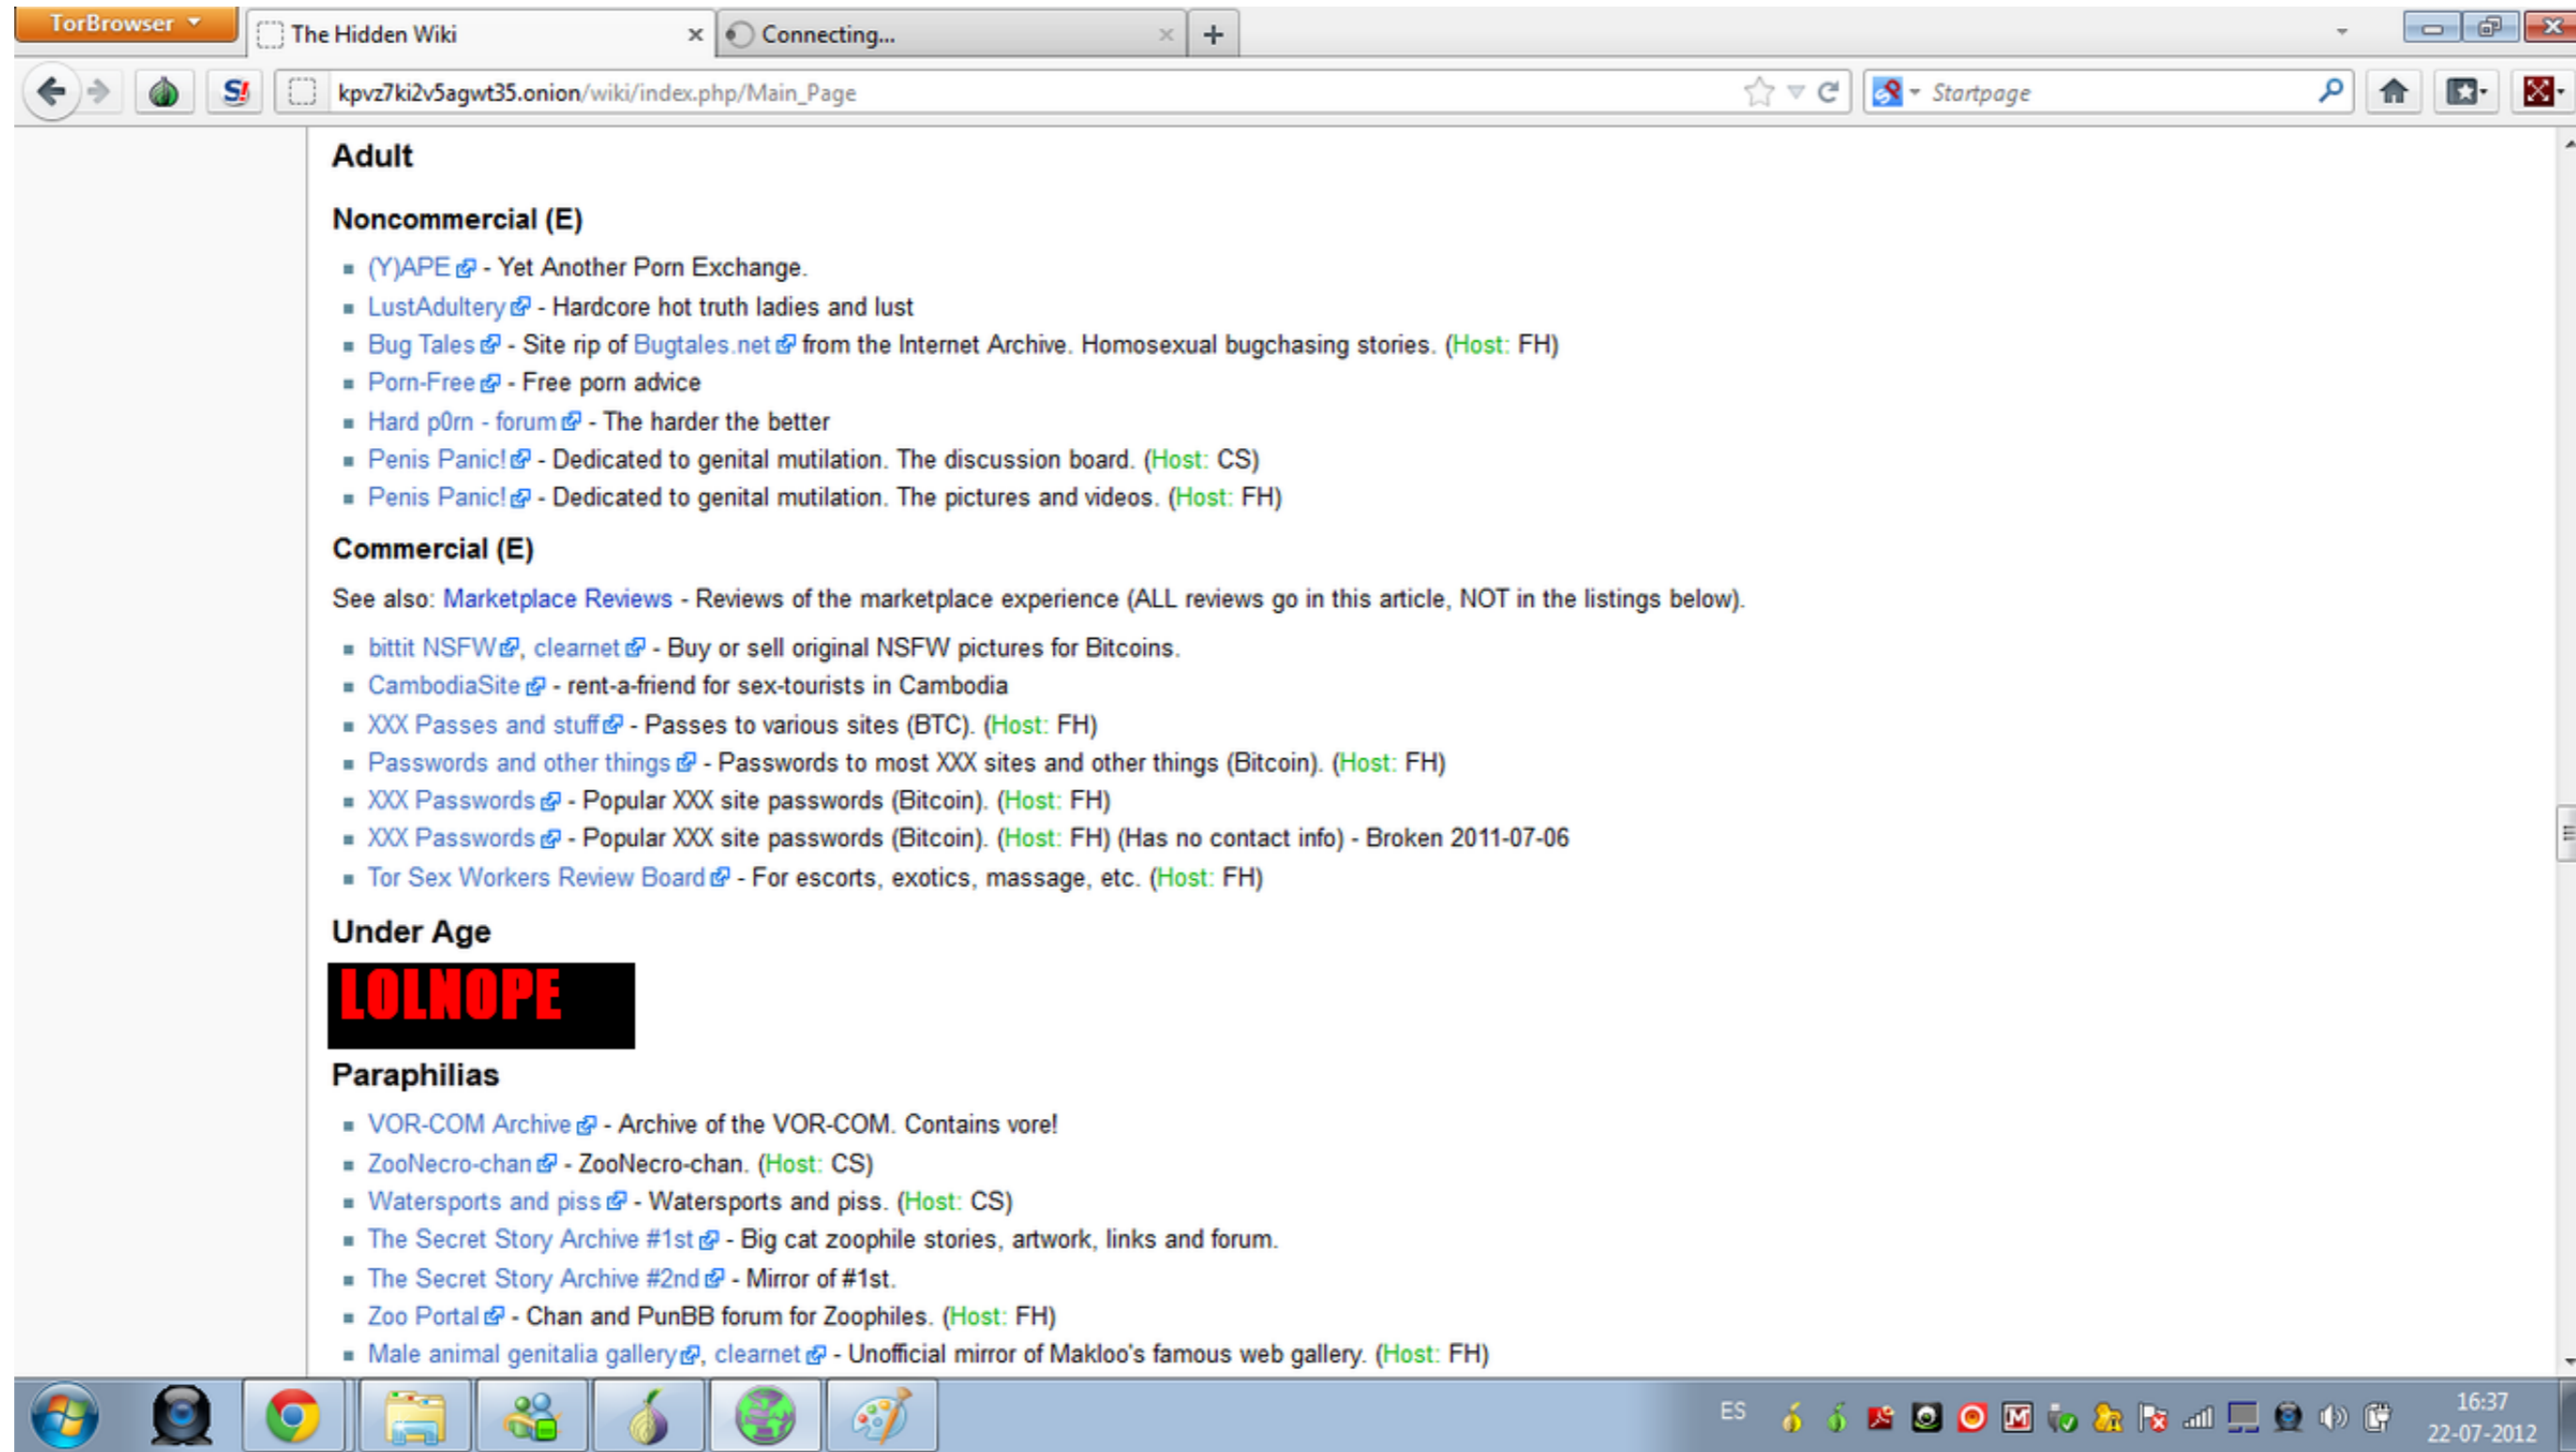 TorBrowser
The Hidden Wiki
Connecting...
kpvz7ki2v5agwt35.onion/wiki/index.php/Main_Page
Startpage
Adult
Noncommercial (E)
(Y)APE - Yet Another Porn Exchange.
LustAdultery - Hardcore hot truth ladies and lust
Bug Tales - Site rip of Bugtales.net from the Internet Archive. Homosexual bugchasing stories. (Host: FH)
Porn-Free - Free porn advice
Hard p0rn - forum - The harder the better
Penis Panic! - Dedicated to genital mutilation. The discussion board. (Host: CS)
Penis Panic! - Dedicated to genital mutilation. The pictures and videos. (Host: FH)
Commercial (E)
See also: Marketplace Reviews - Reviews of the marketplace experience (ALL reviews go in this article, NOT in the listings below).
bittit NSFW, clearnet - Buy or sell original NSFW pictures for Bitcoins.
CambodiaSite - rent-a-friend for sex-tourists in Cambodia
XXX Passes and stuff - Passes to various sites (BTC). (Host: FH)
Passwords and other things - Passwords to most XXX sites and other things (Bitcoin). (Host: FH)
XXX Passwords - Popular XXX site passwords (Bitcoin). (Host: FH)
XXX Passwords - Popular XXX site passwords (Bitcoin). (Host: FH) (Has no contact info) - Broken 2011-07-06
Tor Sex Workers Review Board - For escorts, exotics, massage, etc. (Host: FH)
Under Age
LOLNOPE
Paraphilias
VOR-COM Archive - Archive of the VOR-COM. Contains vore!
ZooNecro-chan - ZooNecro-chan. (Host: CS)
Watersports and piss - Watersports and piss. (Host: CS)
The Secret Story Archive #1st - Big cat zoophile stories, artwork, links and forum.
The Secret Story Archive #2nd - Mirror of #1st.
Zoo Portal - Chan and PunBB forum for Zoophiles. (Host: FH)
Male animal genitalia gallery, clearnet - Unofficial mirror of Makloo's famous web gallery. (Host: FH)
ES
16:37
22-07-2012